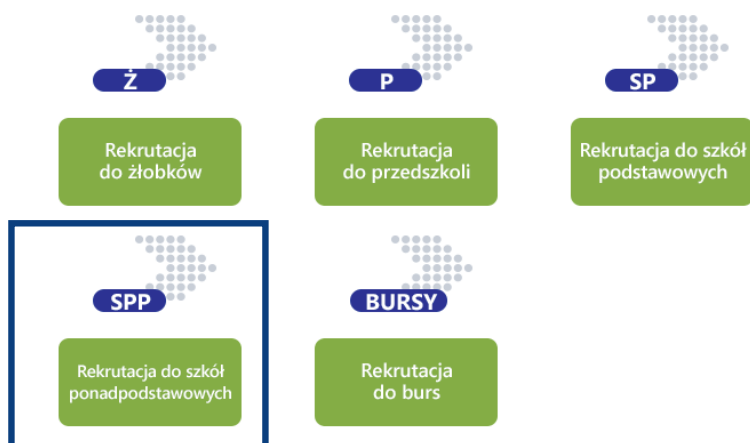 Ż
Rekrutacja
do żłobków
P
Rekrutacja
do przedszkoli
SP
Rekrutacja do szkół
podstawowych
SPP
Rekrutacja do szkół
ponadpodstawowych
BURSY
Rekrutacja
do burs